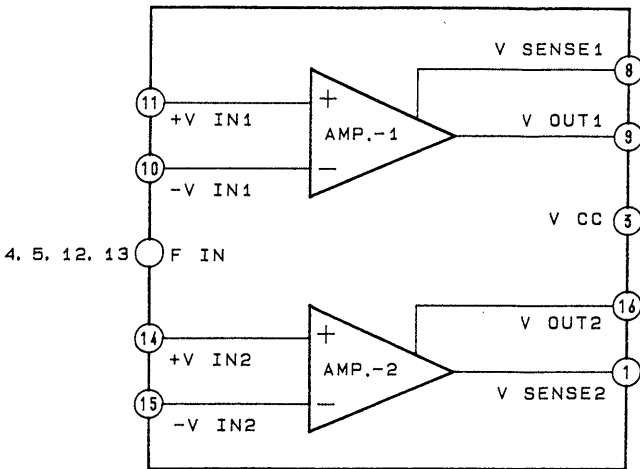 V SENSE1
8
11
+V IN1
+
AMP.-1
V OUT1
9
10
-V IN1
−
V CC
3
4. 5. 12. 13
F IN
16
V OUT2
14
+V IN2
+
AMP.-2
1
V SENSE2
15
-V IN2
−